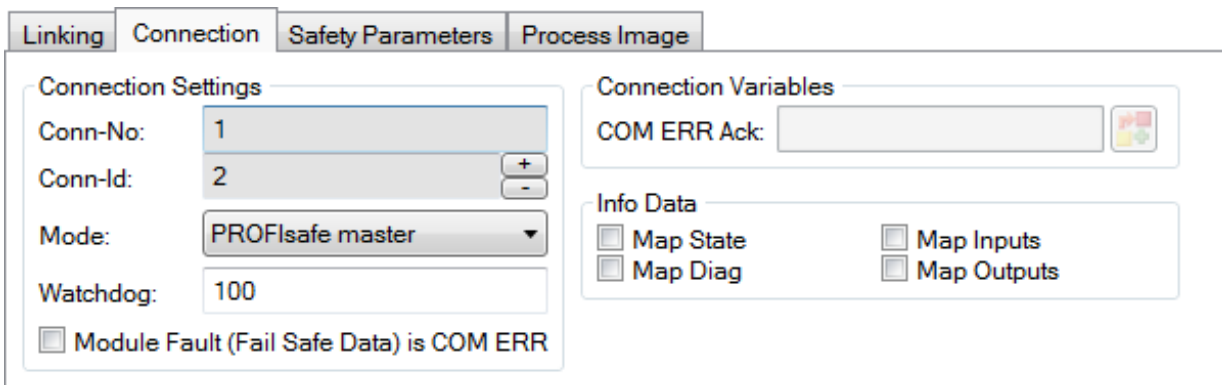 Linking Connection Safety Parameters Process Image
Connection Settings
Conn-No: 1
Conn-Id: 2 + -
Mode: PROFIsafe master
Watchdog: 100
Module Fault (Fail Safe Data) is COM ERR
Connection Variables
COM ERR Ack:
Info Data
Map State Map Inputs
Map Diag Map Outputs